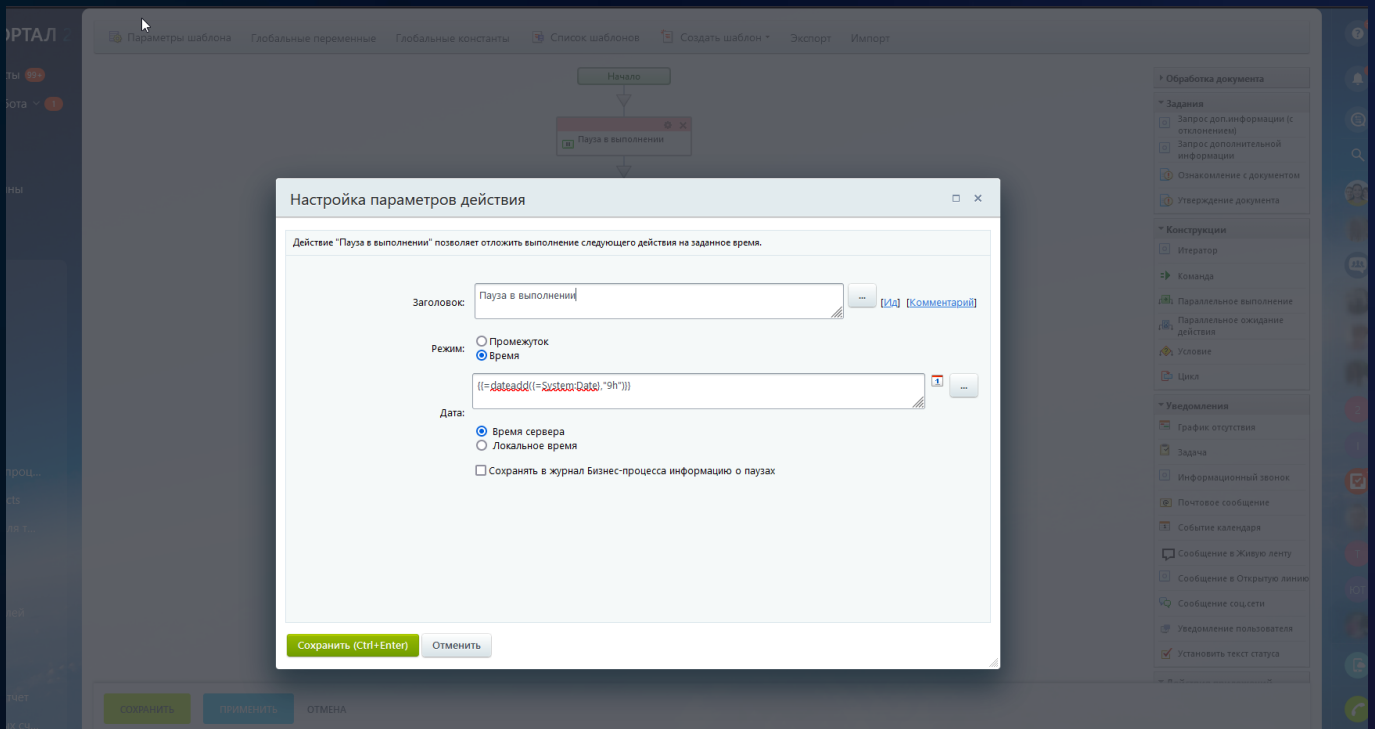 ОРТАЛ 2
ты 99+
бота 1
ны
проц...
cts
ля т...
лей
тчет
Параметры шаблона Глобальные переменные Глобальные константы Список шаблонов Создать шаблон Экспорт Импорт
Начало
Пауза в выполнении
Настройка параметров действия
Действие "Пауза в выполнении" позволяет отложить выполнение следующего действия на заданное время.
Заголовок: Пауза в выполнении ... [Ид] [Комментарий]
Режим: Промежуток
Время
{{=dateadd({=System:Date},"9h")}} ...
Дата:
Время сервера
Локальное время
Сохранять в журнал Бизнес-процесса информацию о паузах
Сохранить (Ctrl+Enter) Отменить
СОХРАНИТЬ ПРИМЕНИТЬ ОТМЕНА
Обработка документа
Задания
Запрос доп.информации (с
отклонением)
Запрос дополнительной
информации
Ознакомление с документом
Утверждение документа
Конструкции
Итератор
Команда
Параллельное выполнение
Параллельное ожидание
действия
Условие
Цикл
Уведомления
График отсутствия
Задача
Информационный звонок
Почтовое сообщение
Событие календаря
Сообщение в Живую ленту
Сообщение в Открытую линию
Сообщение соц.сети
Уведомление пользователя
Установить текст статуса